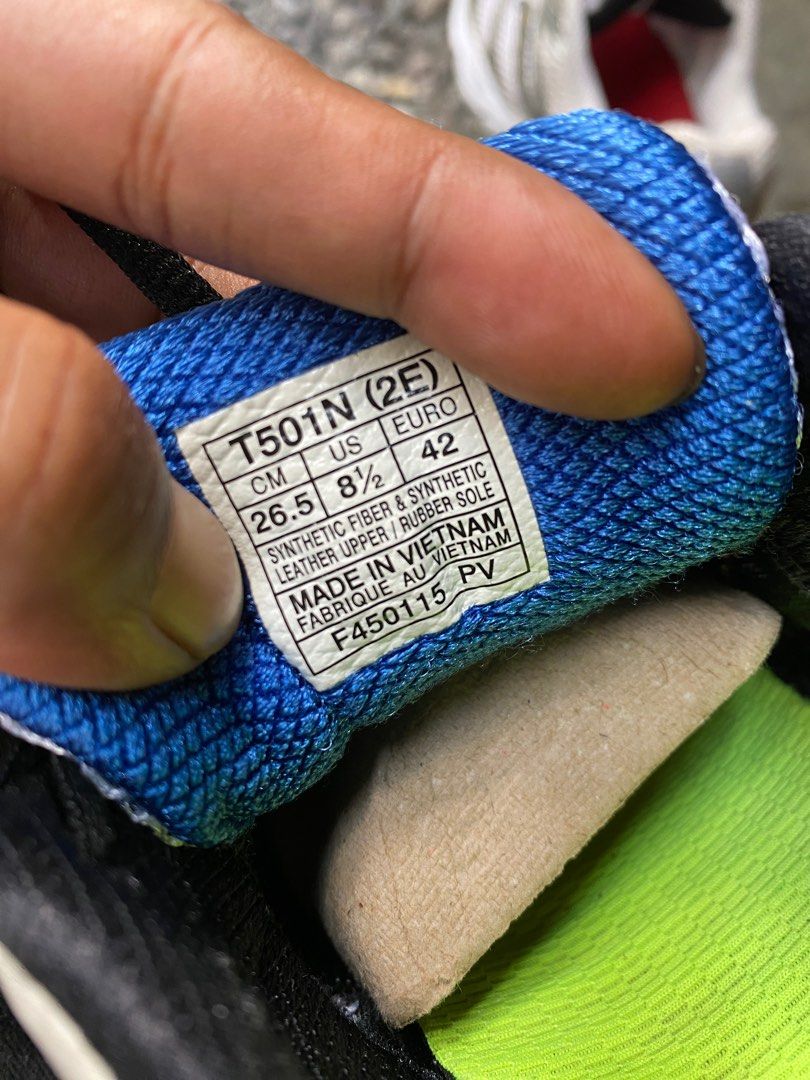 T501N (2E)
CM US EURO
26.5 8½ 42
SYNTHETIC FIBER & SYNTHETIC
LEATHER UPPER / RUBBER SOLE
MADE IN VIETNAM
FABRIQUE AU VIETNAM
F450115 PV